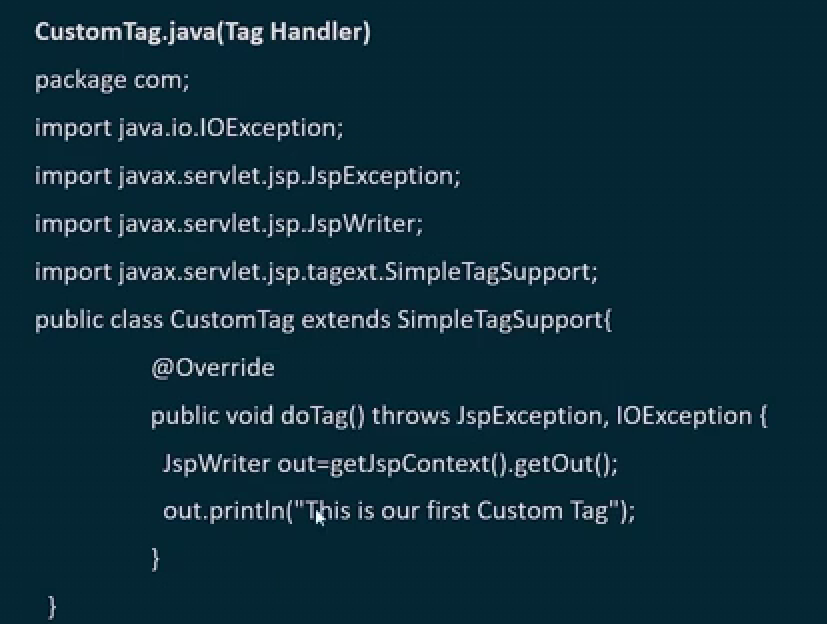 CustomTag.java(Tag Handler)
package com;
import java.io.IOException;
import javax.servlet.jsp.JspException;
import javax.servlet.jsp.JspWriter;
import javax.servlet.jsp.tagext.SimpleTagSupport;
public class CustomTag extends SimpleTagSupport{
@Override
public void doTag() throws JspException, IOException {
JspWriter out=getJspContext().getOut();
out.println("This is our first Custom Tag");
}
}